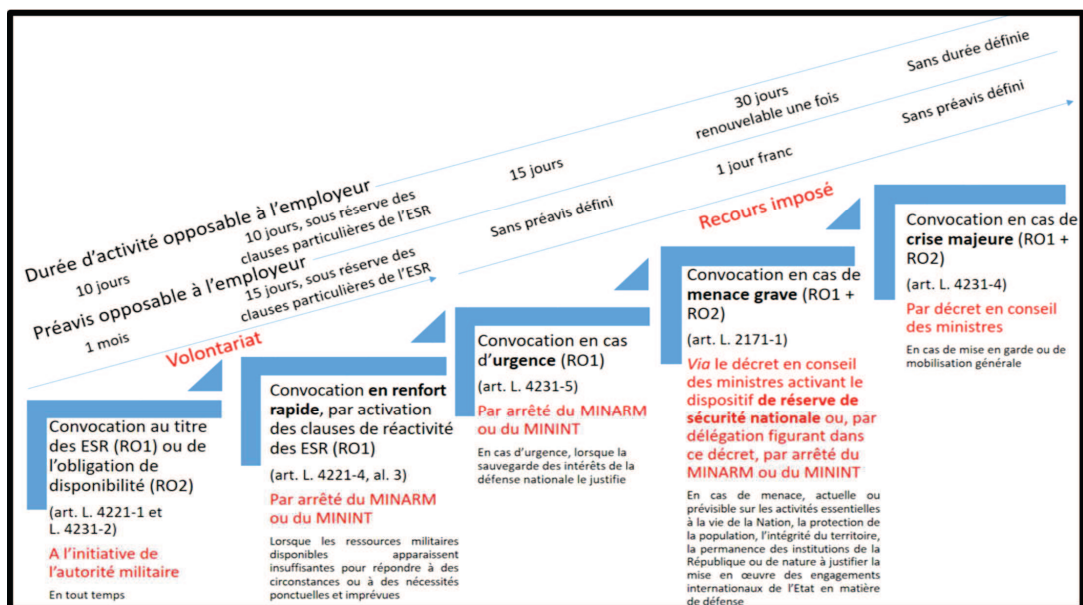 Durée d’activité opposable à l’employeur
10 jours
10 jours, sous réserve des
clauses particulières de l’ESR
15 jours
30 jours
renouvelable une fois
Sans durée définie
Préavis opposable à l’employeur
1 mois
15 jours, sous réserve des
clauses particulières de l’ESR
Sans préavis défini
1 jour franc
Sans préavis défini
Volontariat
Recours imposé
Convocation au titre
des ESR (RO1) ou de
l’obligation de
disponibilité (RO2)
(art. L. 4221-1 et
L. 4231-2)
A l’initiative de
l’autorité militaire
En tout temps
Convocation en renfort
rapide, par activation
des clauses de réactivité
des ESR (RO1)
(art. L. 4221-4, al. 3)
Par arrêté du MINARM
ou du MININT
Lorsque les ressources militaires
disponibles apparaissent
insuffisantes pour répondre à des
circonstances ou à des nécessités
ponctuelles et imprévues
Convocation en cas
d’urgence (RO1)
(art. L. 4231-5)
Par arrêté du MINARM
ou du MININT
En cas d’urgence, lorsque la
sauvegarde des intérêts de la
défense nationale le justifie
Convocation en cas de
menace grave (RO1 +
RO2)
(art. L. 2171-1)
Via le décret en conseil
des ministres activant le
dispositif de réserve de
sécurité nationale ou, par
délégation figurant dans
ce décret, par arrêté du
MINARM ou du MININT
En cas de menace, actuelle ou
prévisible sur les activités essentielles
à la vie de la Nation, la protection de
la population, l’intégrité du territoire,
la permanence des institutions de la
République ou de nature à justifier la
mise en œuvre des engagements
internationaux de l’Etat en matière
de défense
Convocation en cas de
crise majeure (RO1 +
RO2)
(art. L. 4231-4)
Par décret en conseil
des ministres
En cas de mise en garde ou de
mobilisation générale